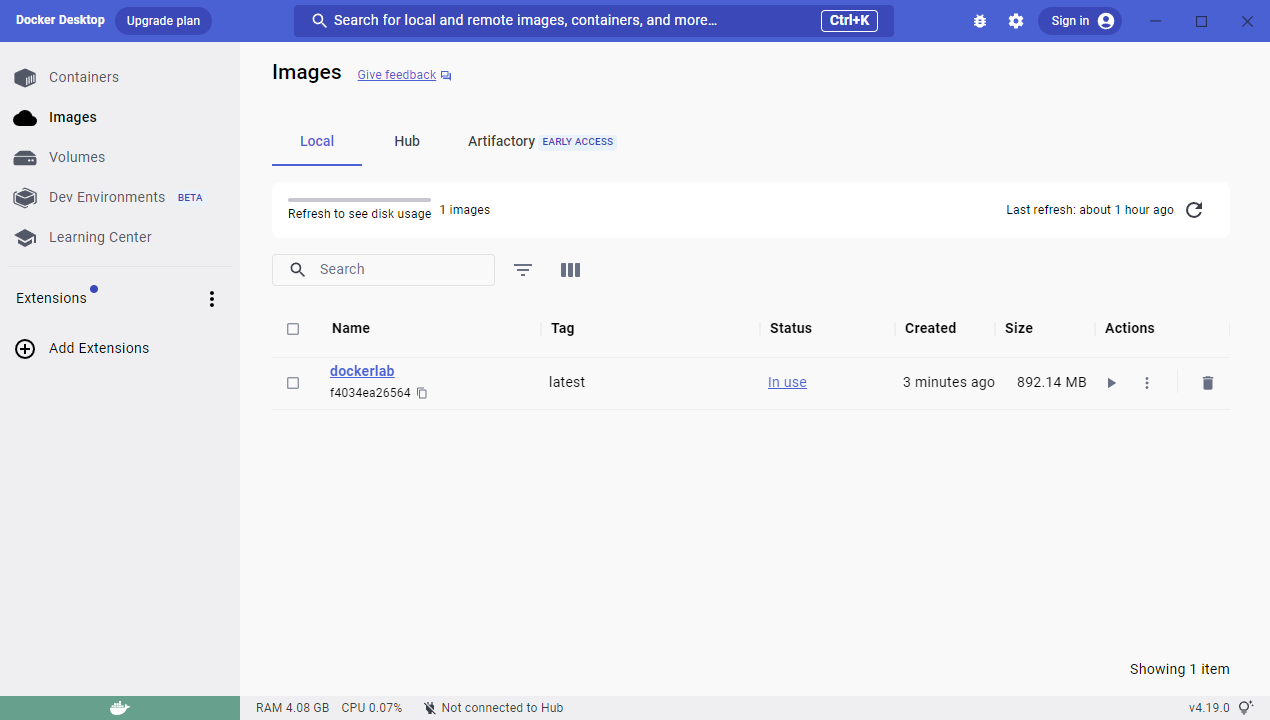 Docker Desktop Upgrade plan Search for local and remote images, containers, and more... Ctrl+K Sign in
Containers
Images
Volumes
Dev Environments BETA
Learning Center
Extensions
Add Extensions
Images Give feedback
Local Hub Artifactory EARLY ACCESS
Refresh to see disk usage 1 images Last refresh: about 1 hour ago
Search
Name Tag Status Created Size Actions
dockerlab latest In use 3 minutes ago 892.14 MB
f4034ea26564
Showing 1 item
RAM 4.08 GB CPU 0.07% Not connected to Hub v4.19.0